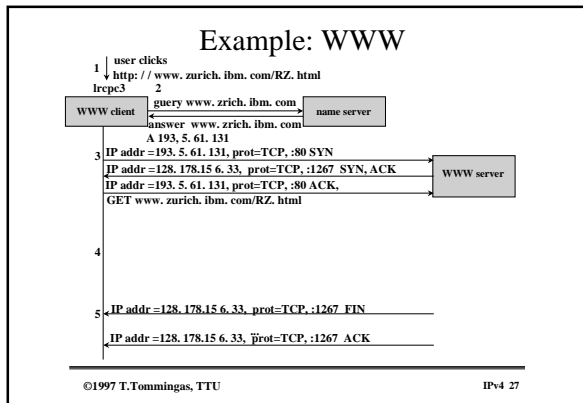 Example: WWW
1
user clicks
http: / / www. zurich. ibm. com/RZ. html
lrcpc3
2
WWW client
guery www. zrich. ibm. com
name server
answer www. zrich. ibm. com
A 193, 5. 61. 131
3
IP addr =193. 5. 61. 131, prot=TCP, :80 SYN
IP addr =128. 178.15 6. 33, prot=TCP, :1267 SYN, ACK
WWW server
IP addr =193. 5. 61. 131, prot=TCP, :80 ACK,
GET www. zurich. ibm. com/RZ. html
4
5
IP addr =128. 178.15 6. 33, prot=TCP, :1267 FIN
...
IP addr =128. 178.15 6. 33, prot=TCP, :1267 ACK
©1997 T.Tommingas, TTU
IPv4 27